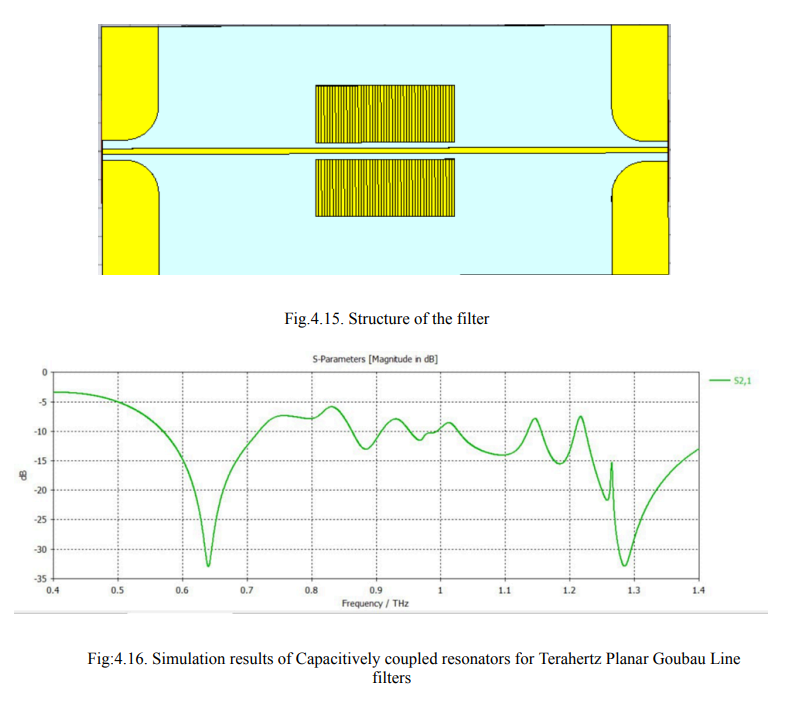 Fig.4.15. Structure of the filter
S-Parameters [Magnitude in dB]
S2,1
0
-5
-10
-15
-20
-25
-30
-35
dB
0.4 0.5 0.6 0.7 0.8 0.9 1 1.1 1.2 1.3 1.4
Frequency / THz
Fig:4.16. Simulation results of Capacitively coupled resonators for Terahertz Planar Goubau Line
filters